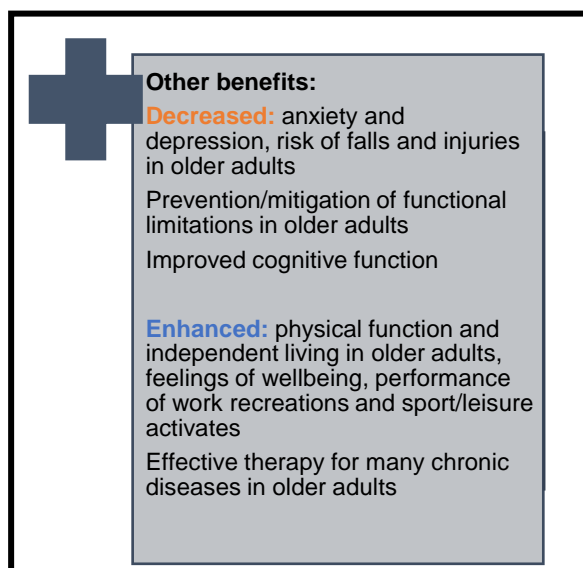 Other benefits:
Decreased: anxiety and
depression, risk of falls and injuries
in older adults
Prevention/mitigation of functional
limitations in older adults
Improved cognitive function
Enhanced: physical function and
independent living in older adults,
feelings of wellbeing, performance
of work recreations and sport/leisure
activates
Effective therapy for many chronic
diseases in older adults